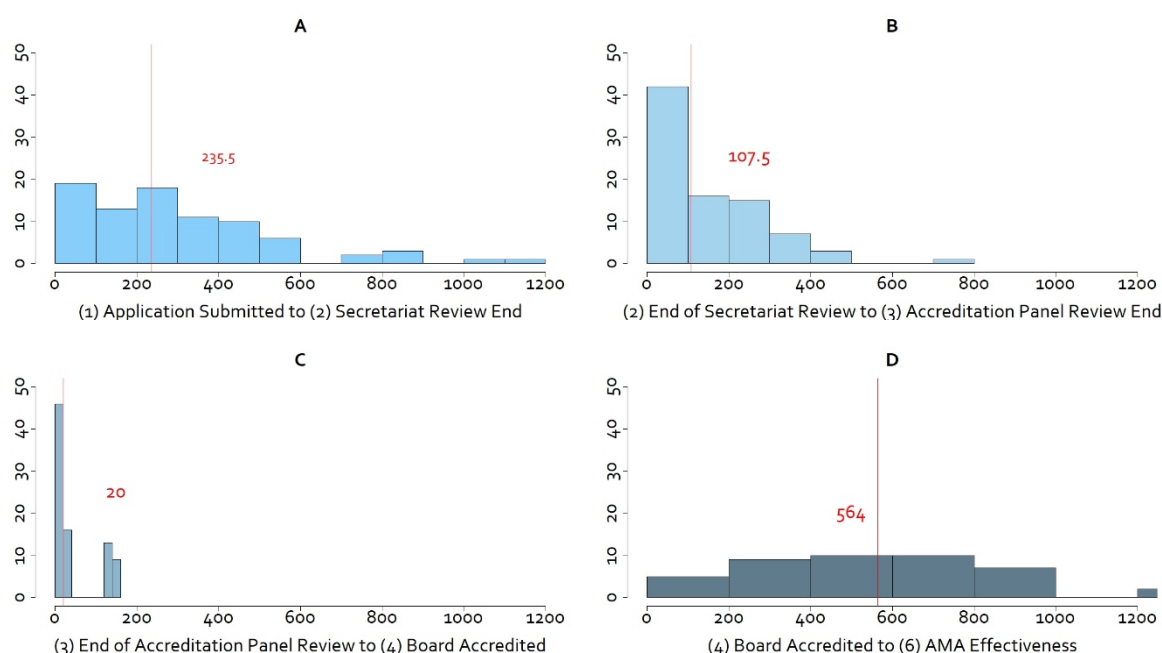 A
50
40
30
20
10
0
235.5
0 200 400 600 800 1000 1200
(1) Application Submitted to (2) Secretariat Review End
B
50
40
30
20
10
0
107.5
0 200 400 600 800 1000 1200
(2) End of Secretariat Review to (3) Accreditation Panel Review End
C
50
40
30
20
10
0
20
0 200 400 600 800 1000 1200
(3) End of Accreditation Panel Review to (4) Board Accredited
D
50
40
30
20
10
0
564
0 200 400 600 800 1000 1200
(4) Board Accredited to (6) AMA Effectiveness